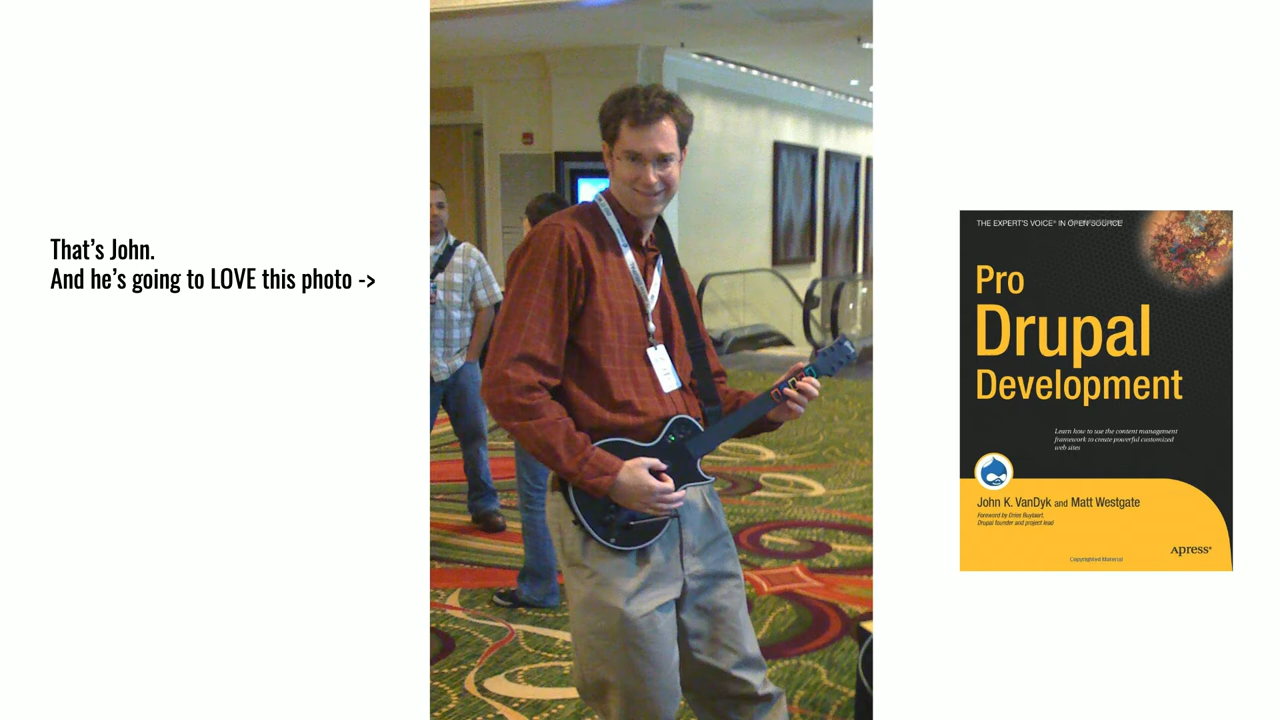 That's John.
And he's going to LOVE this photo ->
THE EXPERT'S VOICE® IN OPEN SOURCE
Pro
Drupal
Development
Learn how to use the content management
framework to create powerful customized
web sites
John K. VanDyk and Matt Westgate
Foreword by Dries Buytaert,
Drupal founder and project lead
Apress®
Copyrighted Material